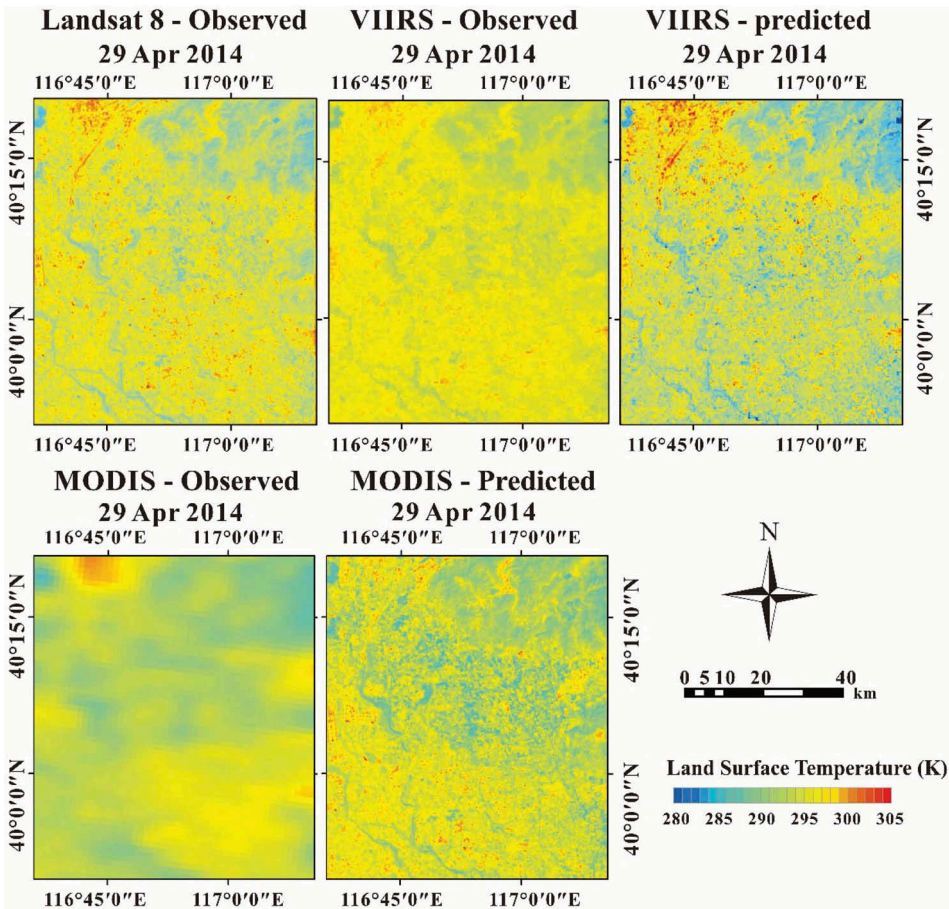 Landsat 8 - Observed
29 Apr 2014
116°45'0"E 117°0'0"E
40°15'0"N
40°0'0"N
116°45'0"E 117°0'0"E
VIIRS - Observed
29 Apr 2014
116°45'0"E 117°0'0"E
116°45'0"E 117°0'0"E
VIIRS - predicted
29 Apr 2014
116°45'0"E 117°0'0"E
40°15'0"N
40°0'0"N
116°45'0"E 117°0'0"E
MODIS - Observed
29 Apr 2014
116°45'0"E 117°0'0"E
40°15'0"N
40°0'0"N
116°45'0"E 117°0'0"E
MODIS - Predicted
29 Apr 2014
116°45'0"E 117°0'0"E
40°15'0"N
40°0'0"N
116°45'0"E 117°0'0"E
N
0 5 10 20 40
km
Land Surface Temperature (K)
280 285 290 295 300 305